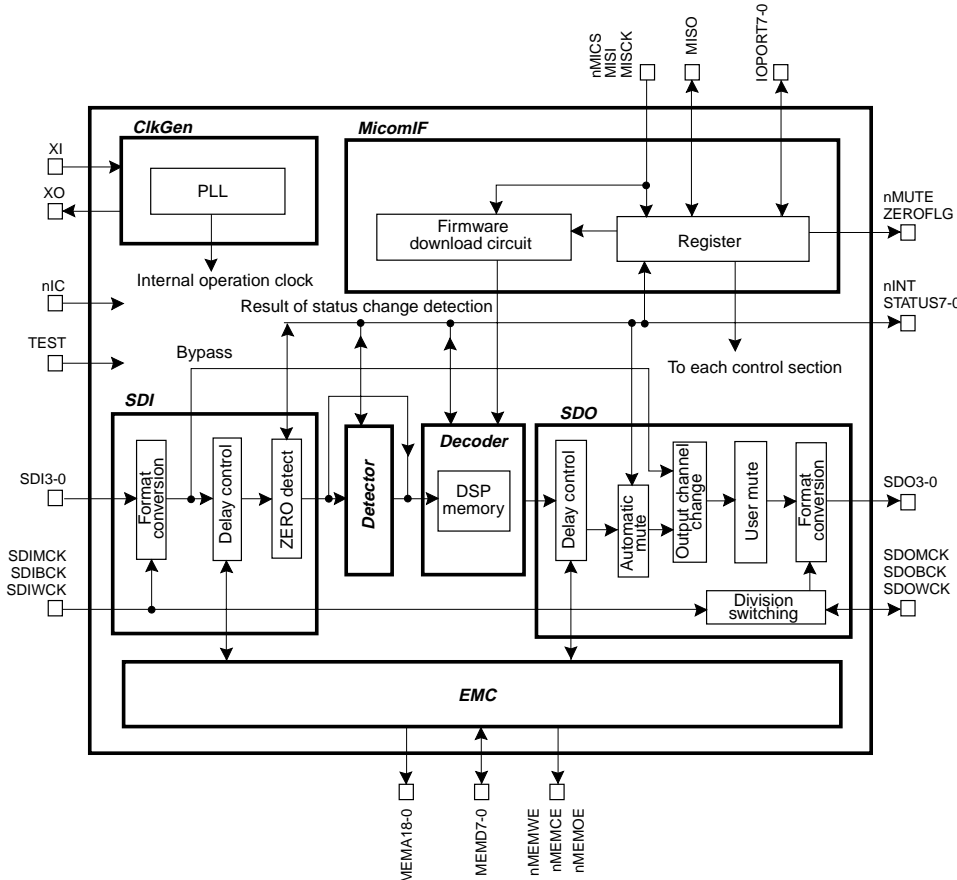 nMICS
MISI
MISCK
MISO
IOPORT7-0
ClkGen
MicomIF
XI
PLL
XO
nMUTE
ZEROFLG
Firmware
download circuit
Register
Internal operation clock
nIC
Result of status change detection
nINT
STATUS7-0
TEST
Bypass
To each control section
SDI
Decoder
SDO
SDI3-0
Format
conversion
Delay control
ZERO detect
Detector
DSP
memory
Delay control
Automatic
mute
Output channel
change
User mute
Format
conversion
SDO3-0
SDIMCK
SDIBCK
SDIWCK
Division
switching
SDOMCK
SDOBCK
SDOWCK
EMC
MEMA18-0
MEMD7-0
nMEMWE
nMEMCE
nMEMOE